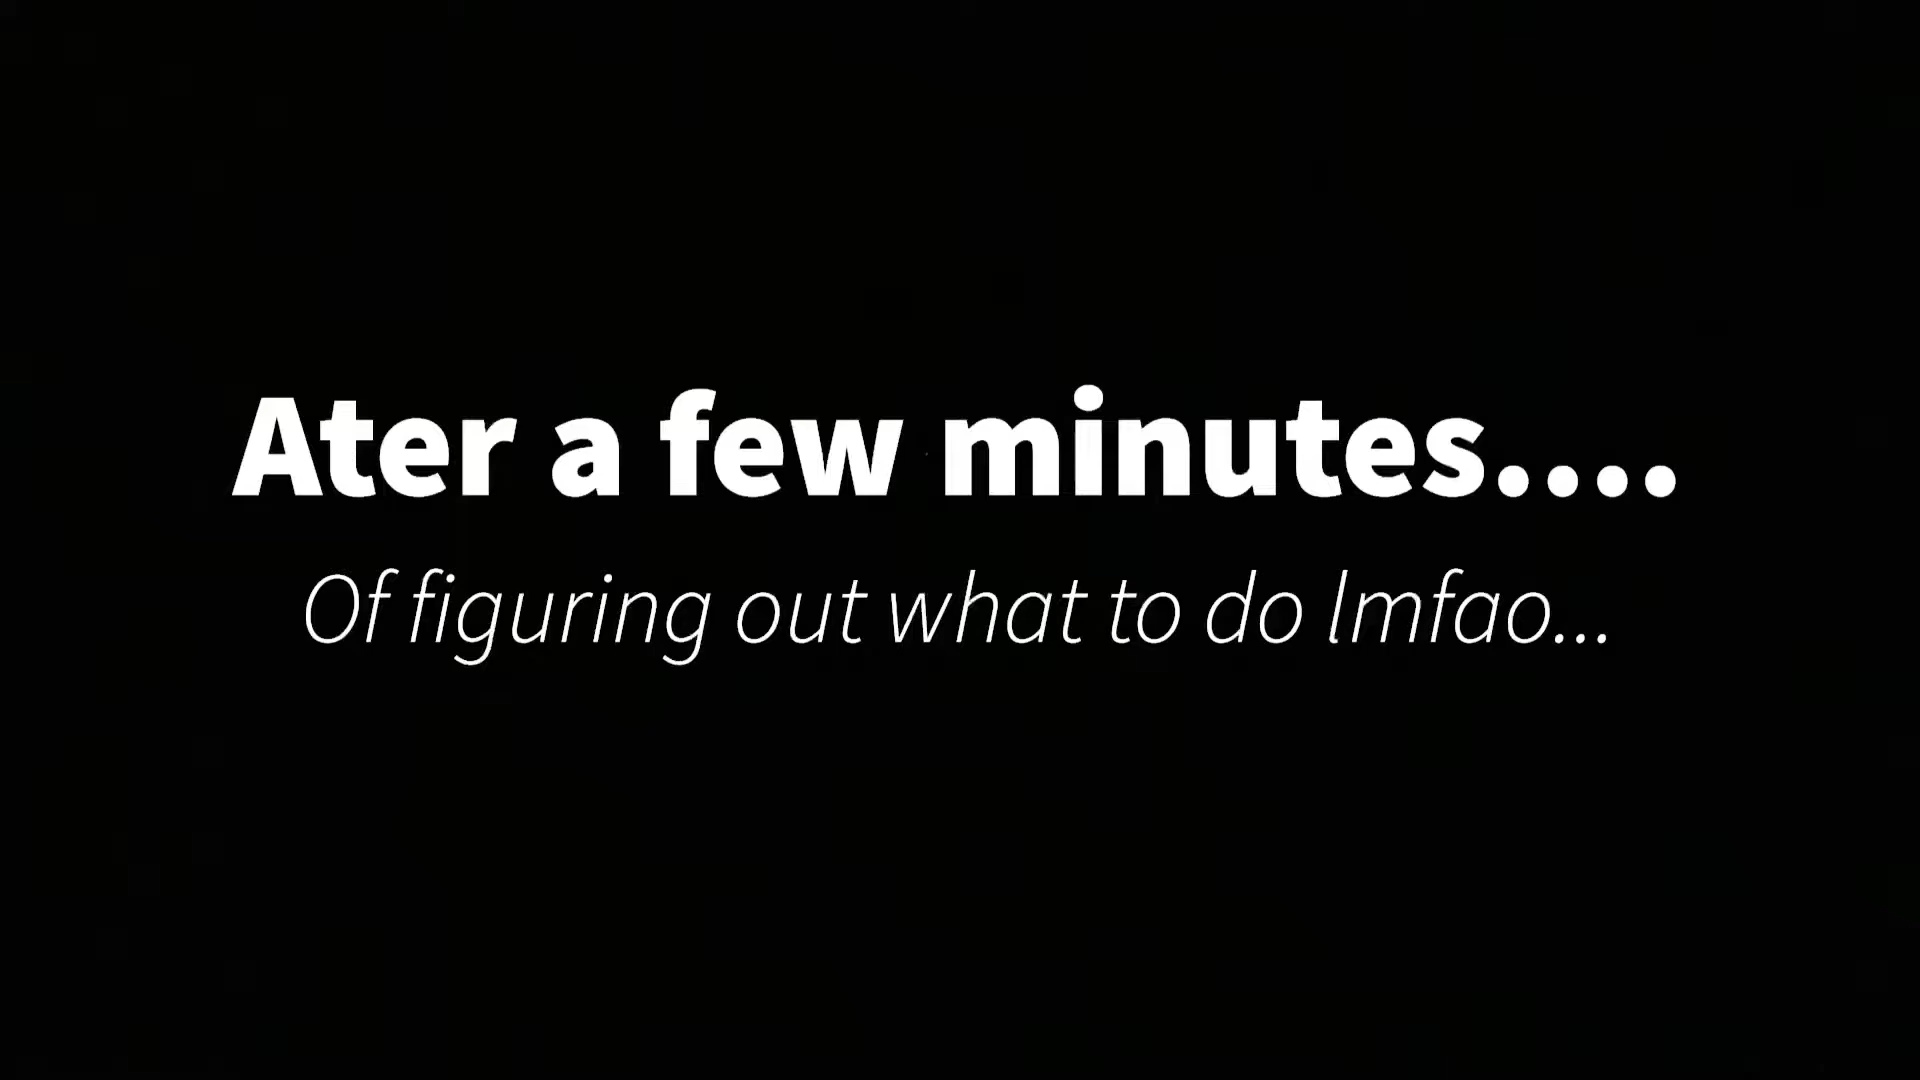 Ater a few minutes....
Of figuring out what to do lmfao...